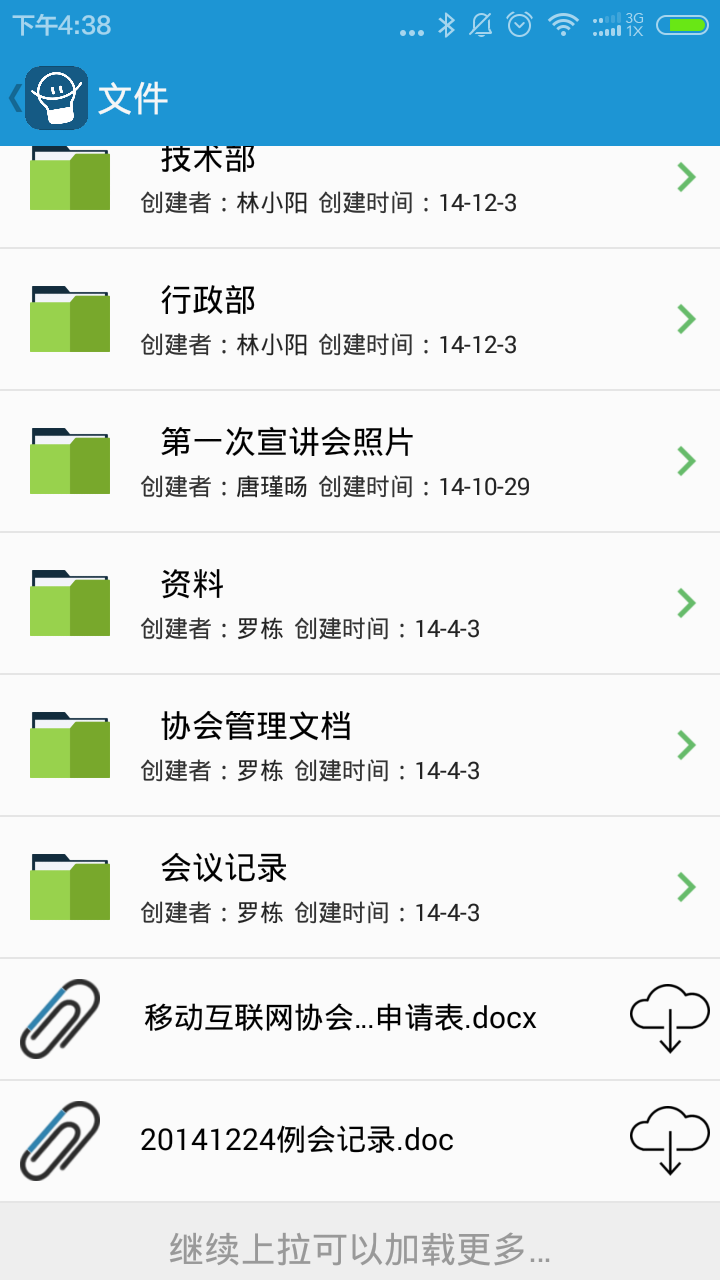 下午4:38
3G
1X
文件
技术部
创建者：林小阳 创建时间：14-12-3
行政部
创建者：林小阳 创建时间：14-12-3
第一次宣讲会照片
创建者：唐瑾旸 创建时间：14-10-29
资料
创建者：罗栋 创建时间：14-4-3
协会管理文档
创建者：罗栋 创建时间：14-4-3
会议记录
创建者：罗栋 创建时间：14-4-3
移动互联网协会...申请表.docx
20141224例会记录.doc
继续上拉可以加载更多...